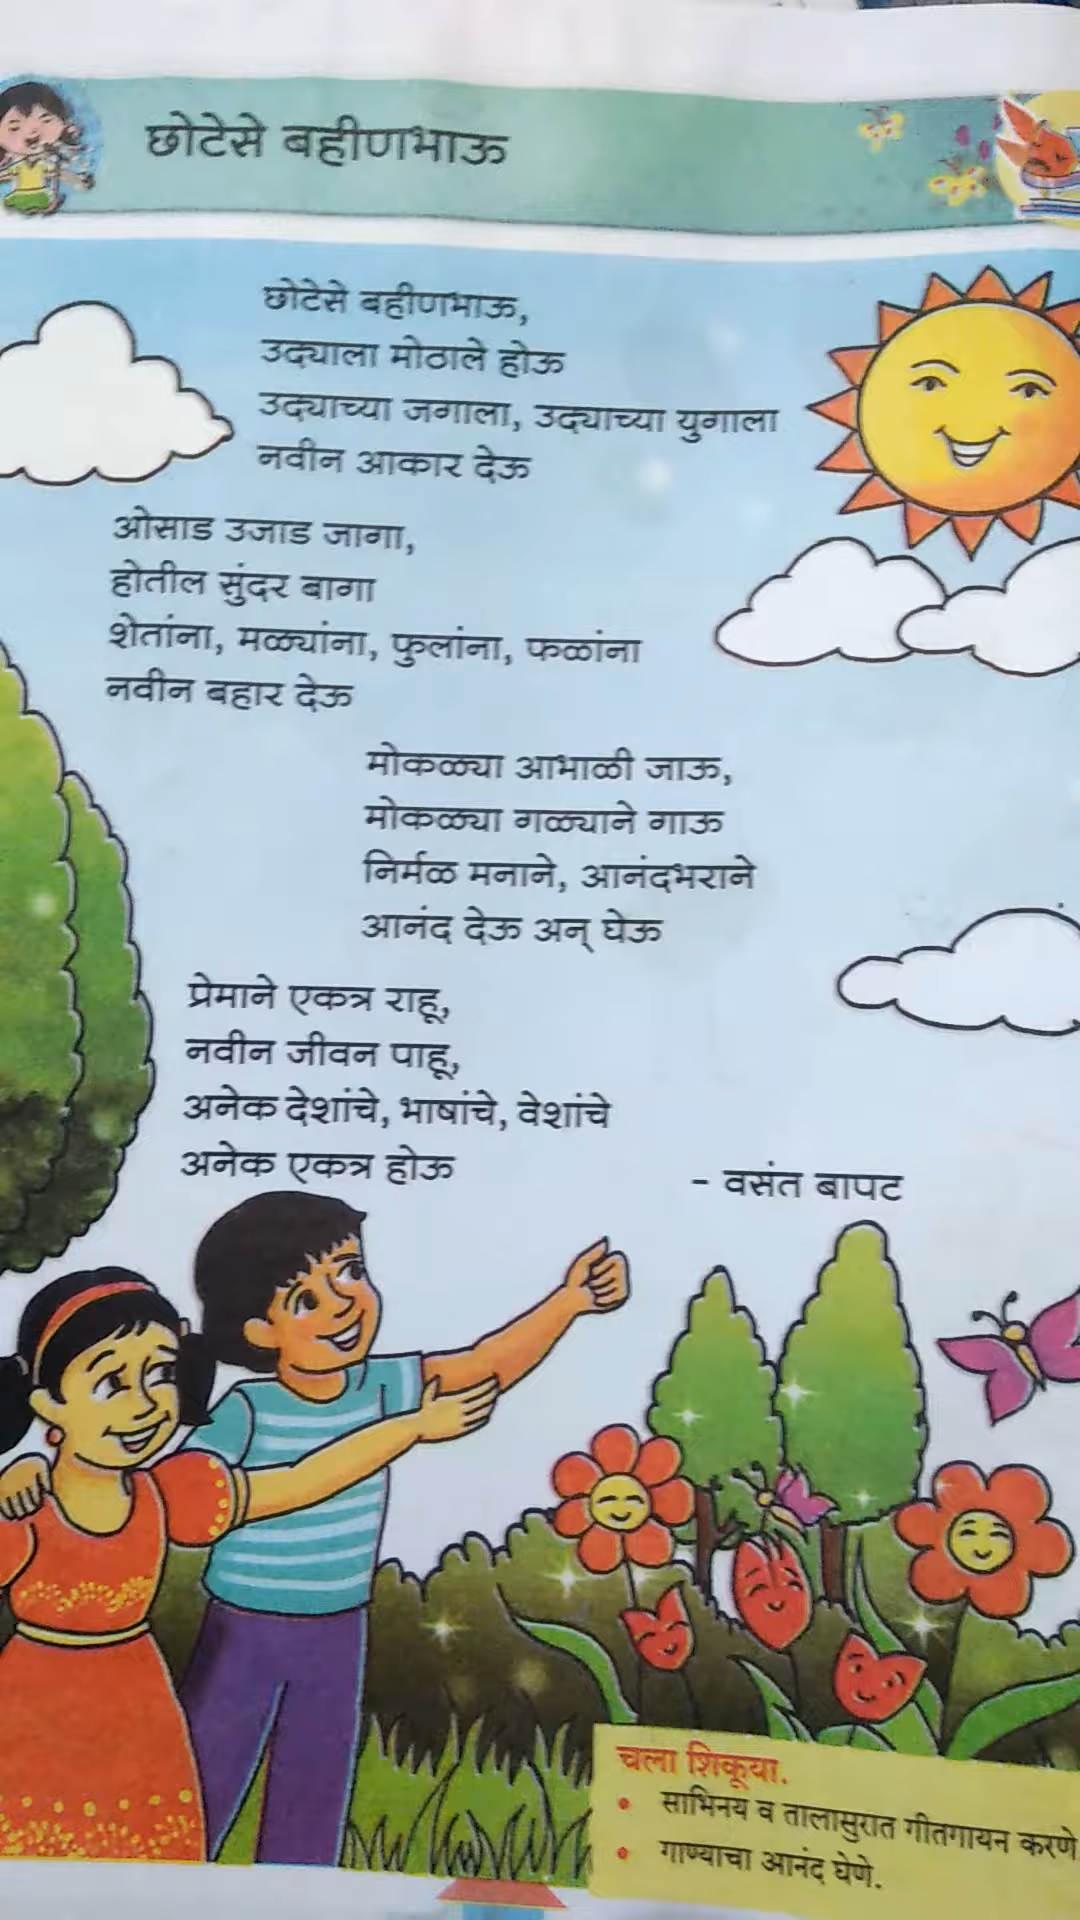 छोटेसे बहीणभाऊ
छोटेसे बहीणभाऊ,
उद्याला मोठाले होऊ
उद्याच्या जगाला, उद्याच्या युगाला
नवीन आकार देऊ
ओसाड उजाड जागा,
होतील सुंदर बागा
शेतांना, मळ्यांना, फुलांना, फळांना
नवीन बहार देऊ
मोकळ्या आभाळी जाऊ,
मोकळ्या गळ्याने गाऊ
निर्मळ मनाने, आनंदभराने
आनंद देऊ अन् घेऊ
प्रेमाने एकत्र राहू,
नवीन जीवन पाहू,
अनेक देशांचे, भाषांचे, वेशांचे
अनेक एकत्र होऊ
- वसंत बापट
चला शिकूया.
• साभिनय व तालासुरात गीतगायन करणे
• गाण्याचा आनंद घेणे.